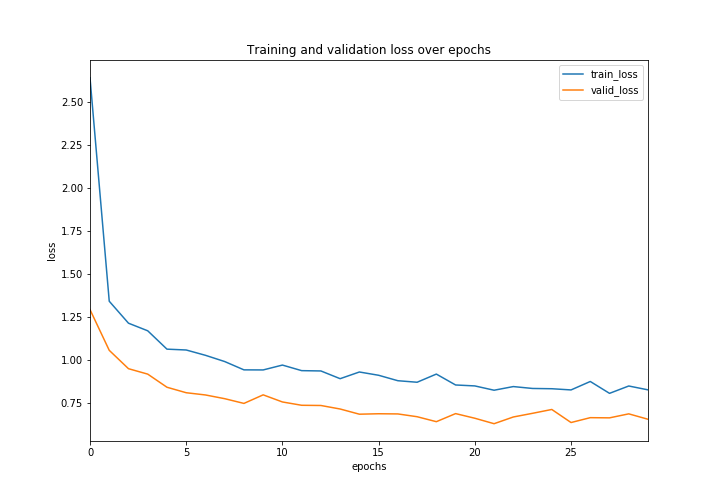 Training and validation loss over epochs
train_loss
valid_loss
2.50
2.25
2.00
1.75
1.50
1.25
1.00
0.75
loss
0 5 10 15 20 25
epochs